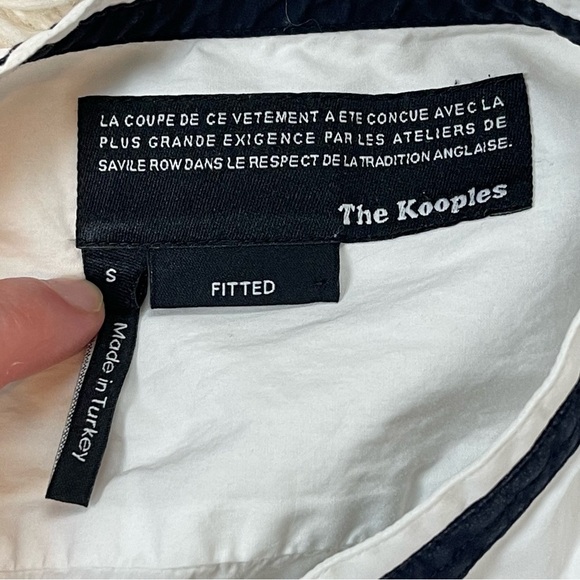 LA COUPE DE CE VETEMENT A ETE CONCUE AVEC LA
PLUS GRANDE EXIGENCE PAR LES ATELIERS DE
SAVILE ROW DANS LE RESPECT DE LA TRADITION ANGLAISE.
The Kooples
S
FITTED
Made in Turkey